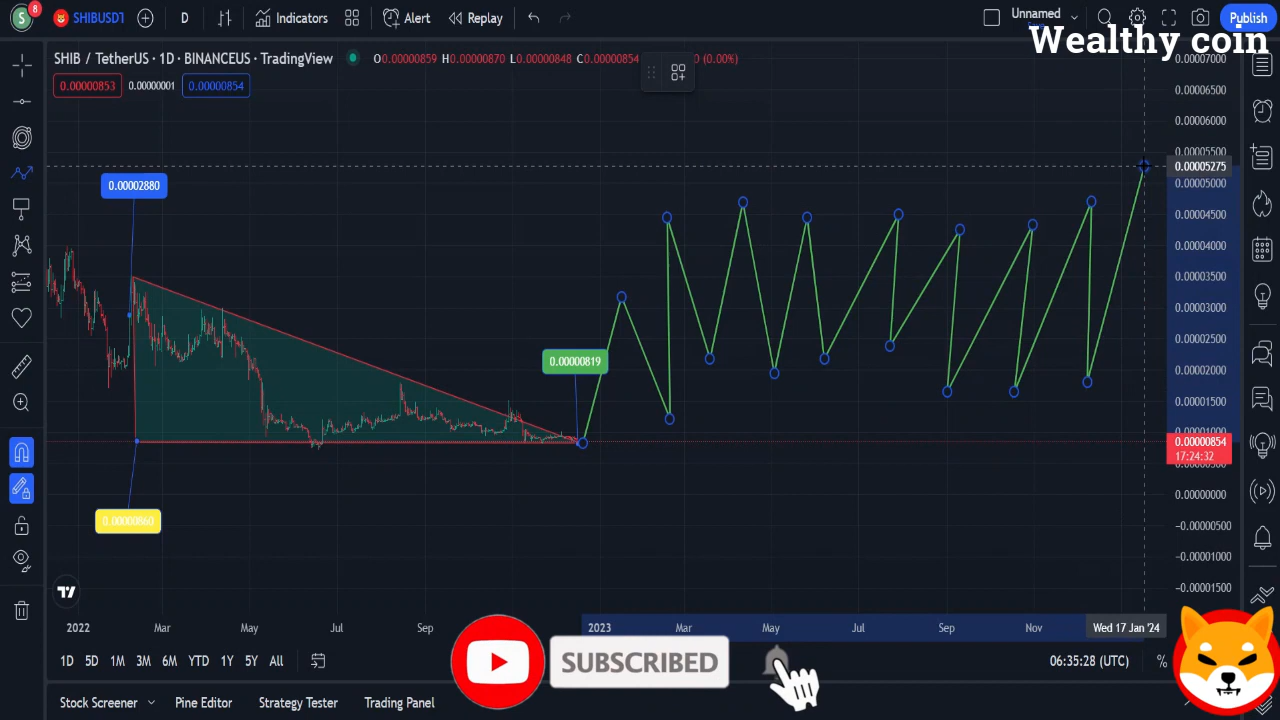 S
8
SHIBUSDT
D
Indicators
Alert
Replay
Unnamed
Publish
Wealthy coin
SHIB / TetherUS · 1D · BINANCEUS · TradingView
O0.00000859 H0.00000870 L0.00000848 C0.00000854
(0.00%)
0.00000853
0.00000001
0.00000854
0.00007000
0.00006500
0.00006000
0.00005500
0.00005275
0.00005000
0.00004500
0.00004000
0.00003500
0.00003000
0.00002500
0.00002000
0.00001500
0.00001000
0.00000854
17:24:32
0.00000000
−0.00000500
−0.00001000
−0.00001500
0.00002880
0.00000819
0.00000860
2022
Mar
May
Jul
Sep
2023
Mar
May
Jul
Sep
Nov
Wed 17 Jan '24
1D
5D
1M
3M
6M
YTD
1Y
5Y
All
SUBSCRIBED
06:35:28 (UTC)
%
Stock Screener
Pine Editor
Strategy Tester
Trading Panel